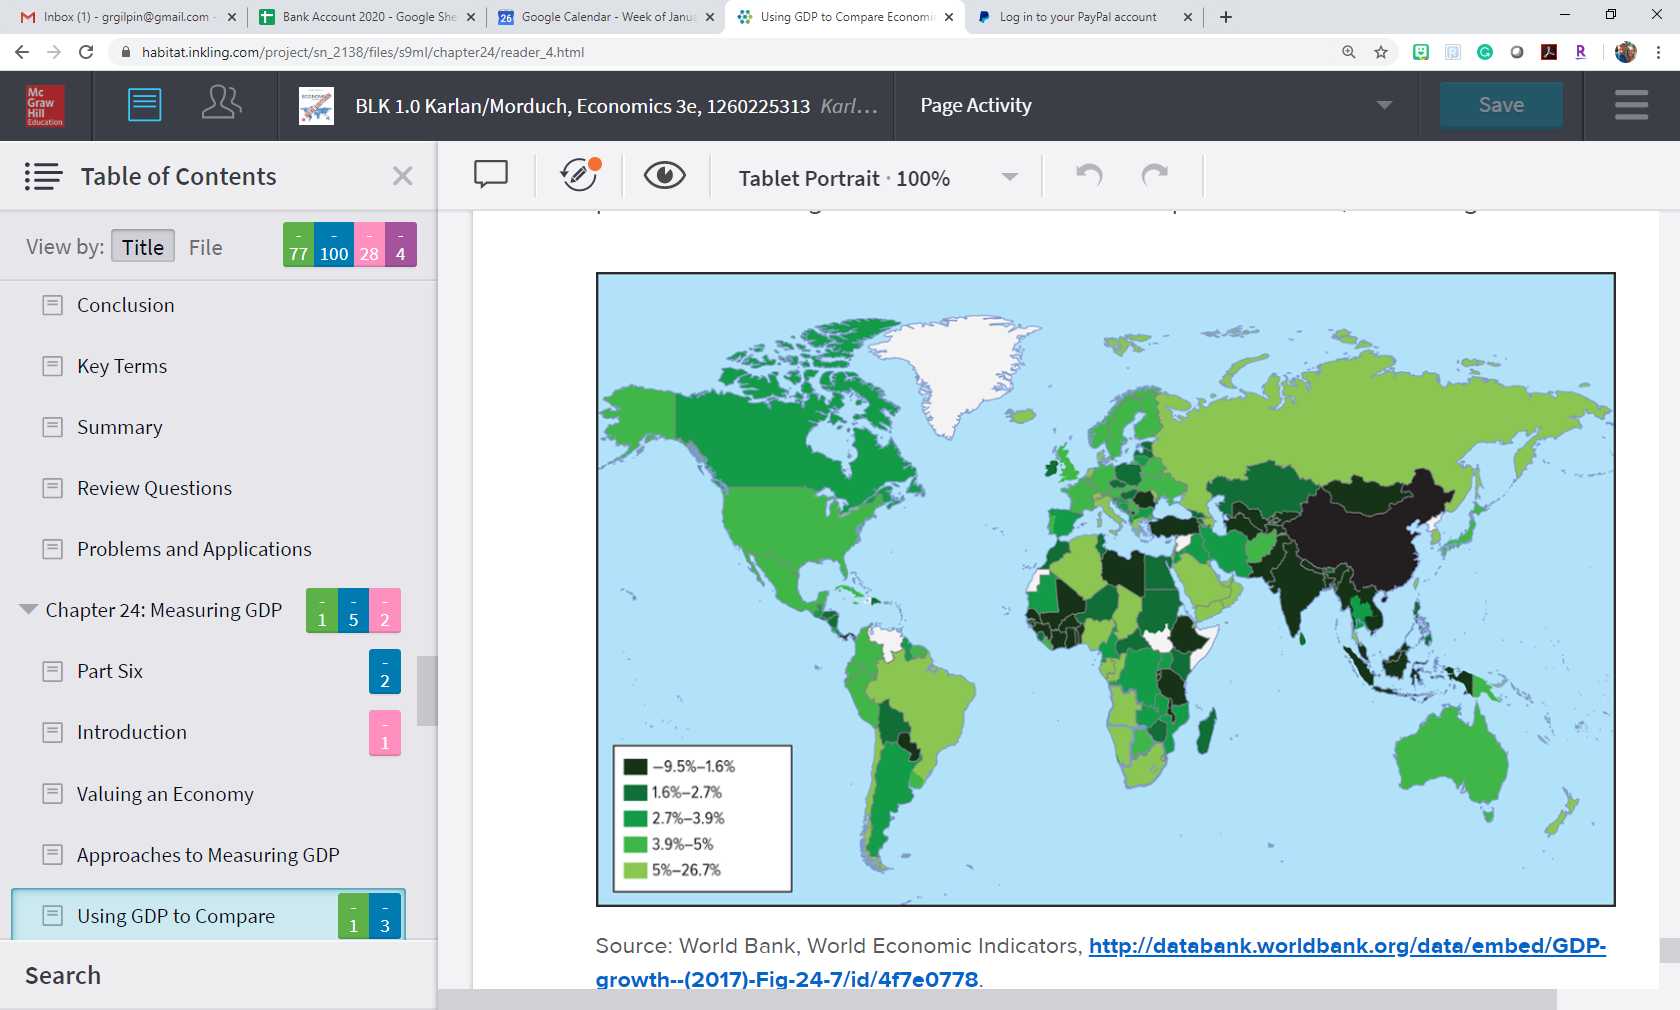 Inbox (1) - grgilpin@gmail.com -
Bank Account 2020 - Google She
26
Google Calendar - Week of Janua
Using GDP to Compare Economi
Log in to your PayPal account
habitat.inkling.com/project/sn_2138/files/s9ml/chapter24/reader_4.html
Mc
Graw
Hill
Education
BLK 1.0 Karlan/Morduch, Economics 3e, 1260225313 Karl...
Page Activity
Save
Table of Contents
Tablet Portrait · 100%
View by: Title File
- 77
- 100
- 28
- 4
Conclusion
Key Terms
Summary
Review Questions
Problems and Applications
Chapter 24: Measuring GDP
- 1
- 5
- 2
Part Six
- 2
Introduction
- 1
Valuing an Economy
Approaches to Measuring GDP
Using GDP to Compare
- 1
- 3
Search
−9.5%–1.6%
1.6%–2.7%
2.7%–3.9%
3.9%–5%
5%–26.7%
Source: World Bank, World Economic Indicators, http://databank.worldbank.org/data/embed/GDP-
growth--(2017)-Fig-24-7/id/4f7e0778.